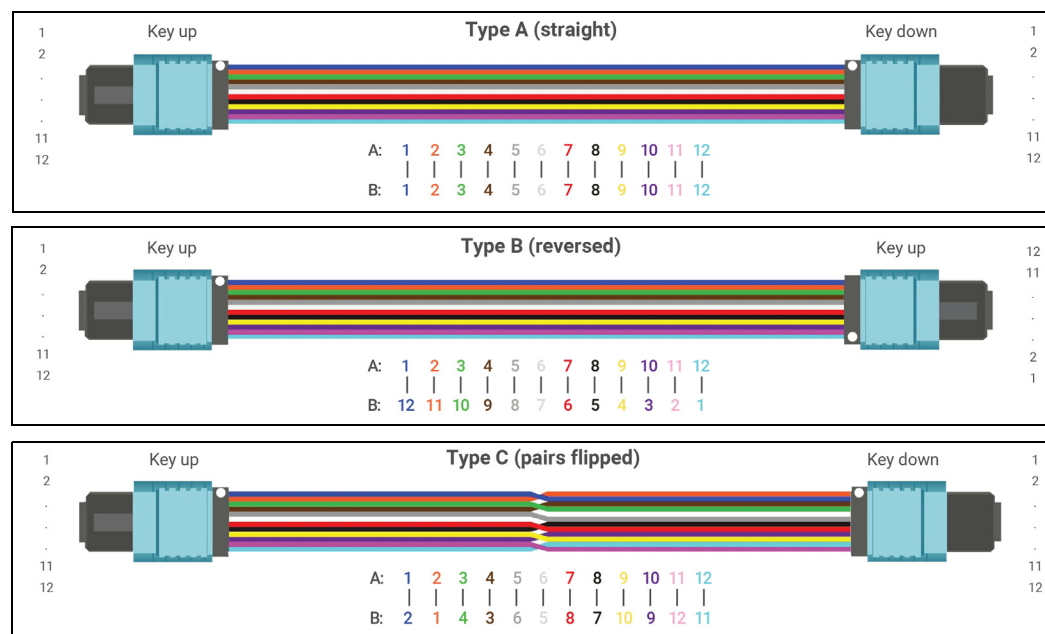 Type A (straight)
Key up
Key down
1
2
.
.
.
11
12
1
2
.
.
.
11
12
A: 1 2 3 4 5 6 7 8 9 10 11 12
B: 1 2 3 4 5 6 7 8 9 10 11 12
Type B (reversed)
Key up
Key up
1
2
.
.
.
11
12
12
11
.
.
.
2
1
A: 1 2 3 4 5 6 7 8 9 10 11 12
B: 12 11 10 9 8 7 6 5 4 3 2 1
Type C (pairs flipped)
Key up
Key down
1
2
.
.
.
11
12
1
2
.
.
.
11
12
A: 1 2 3 4 5 6 7 8 9 10 11 12
B: 2 1 4 3 6 5 8 7 10 9 12 11